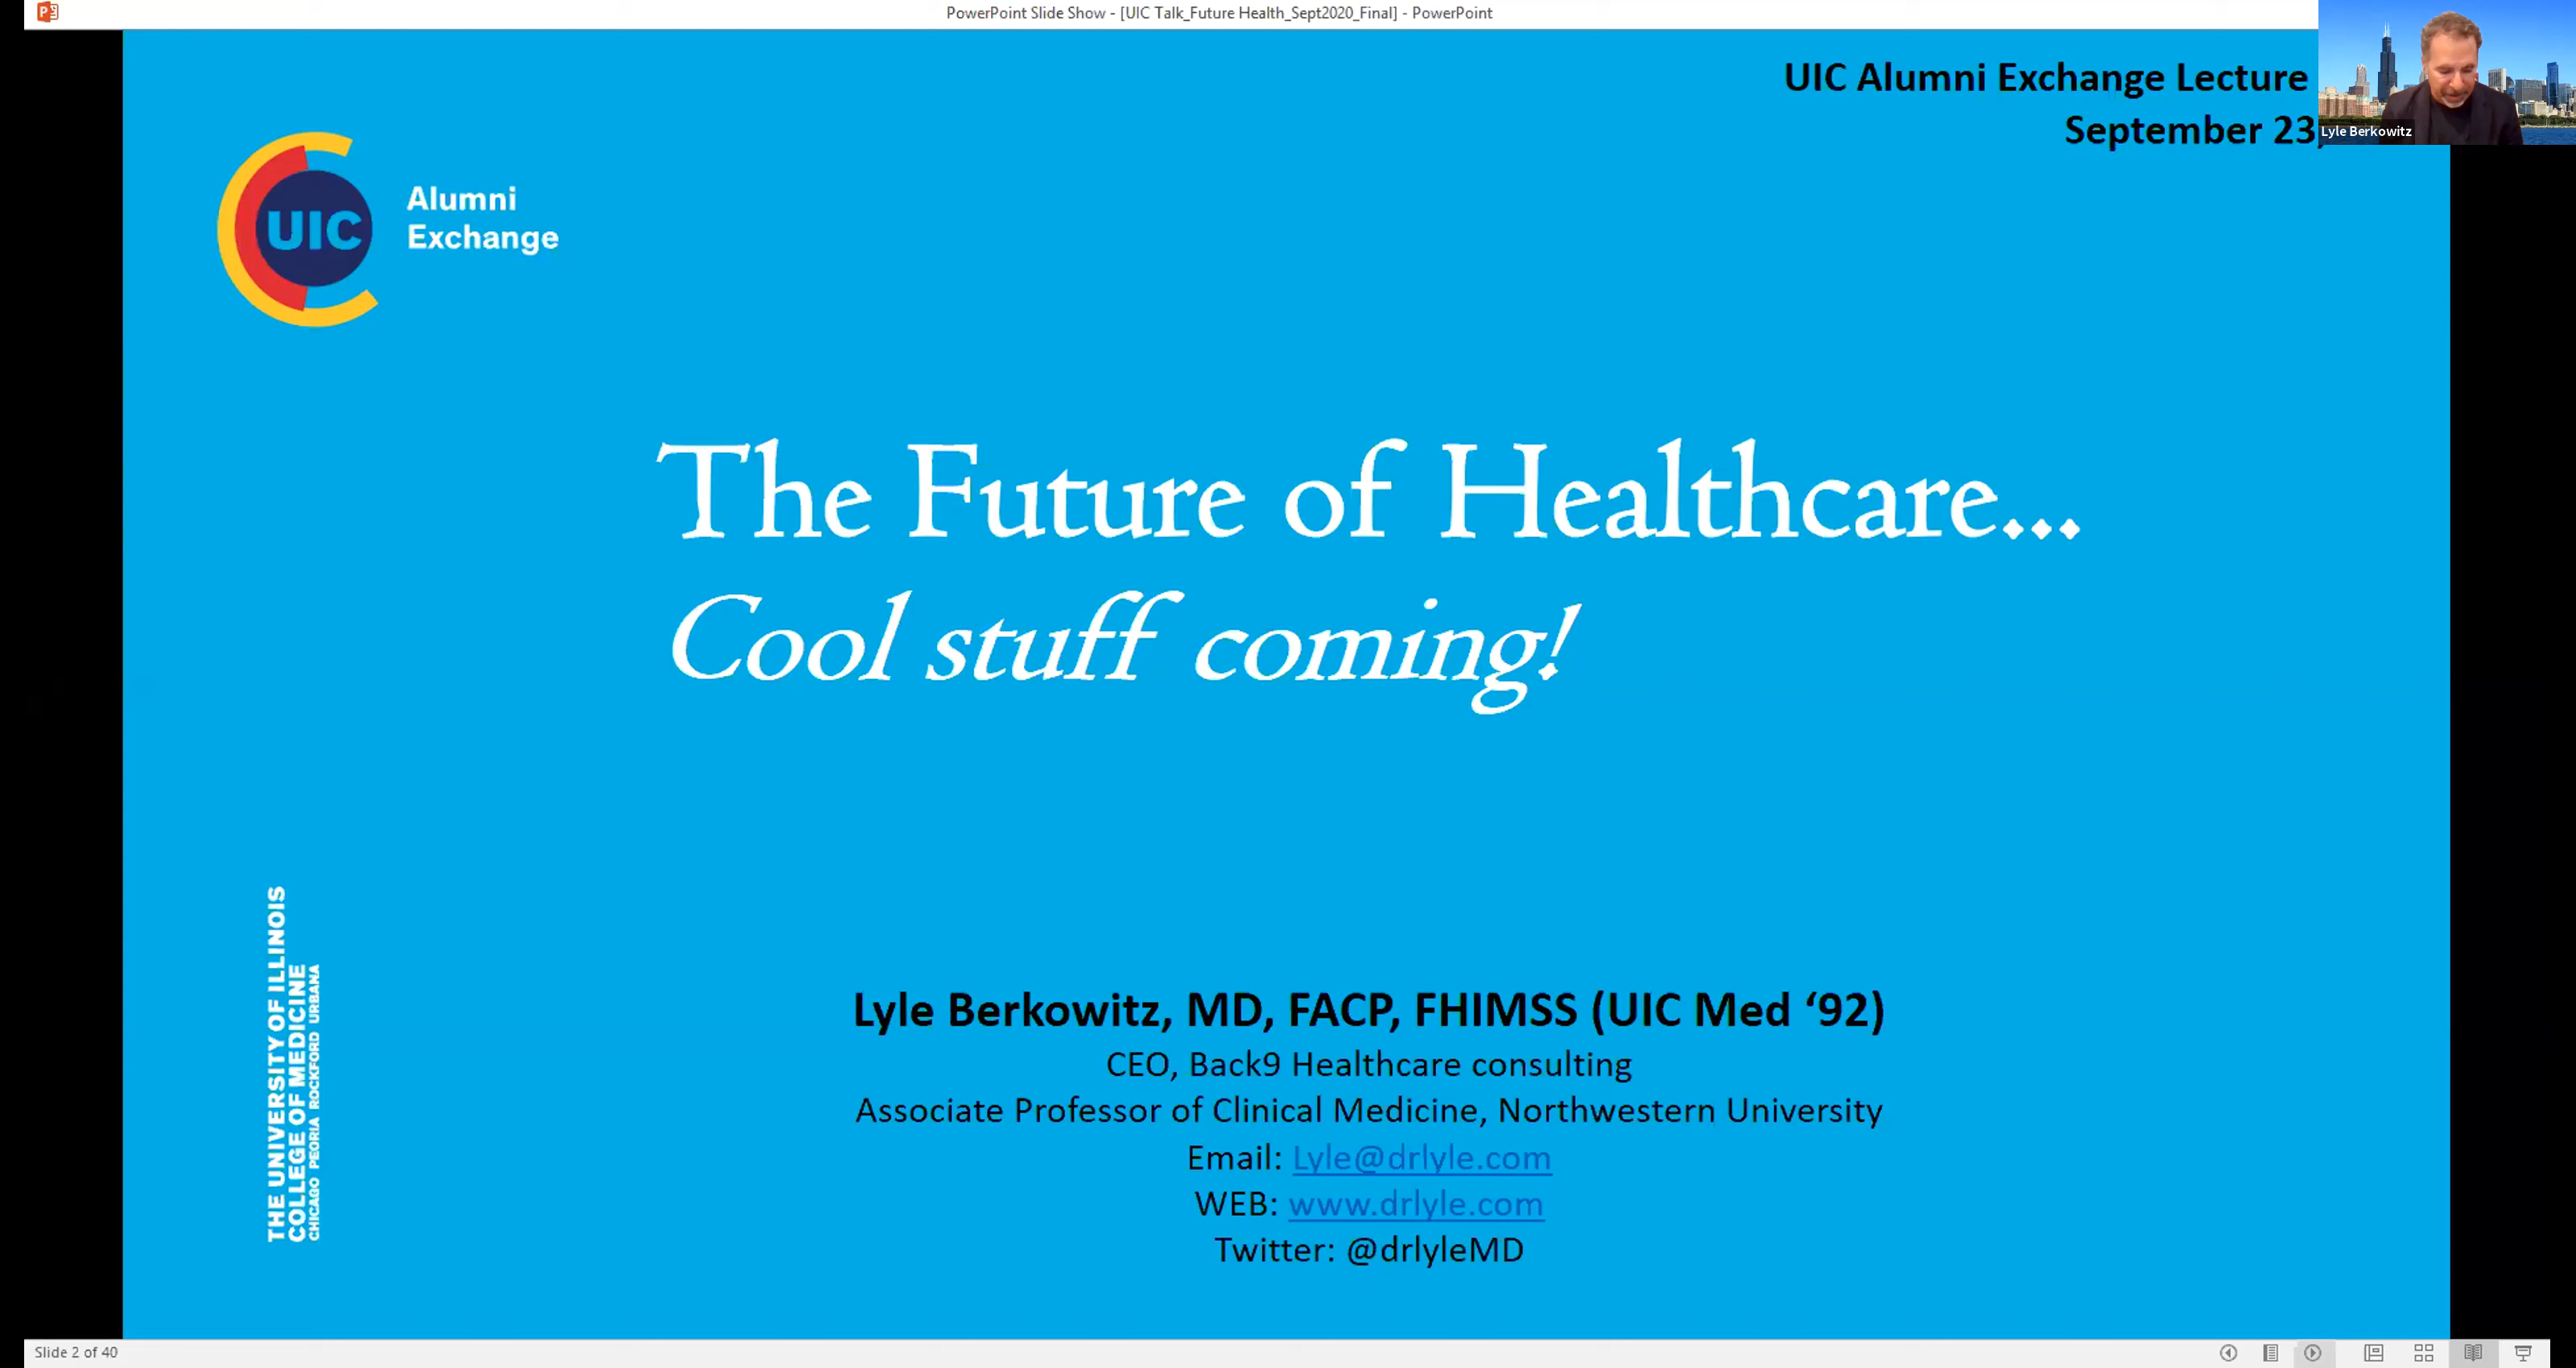 PowerPoint Slide Show - [UIC Talk_Future Health_Sept2020_Final] - PowerPoint
UIC Alumni Exchange Lecture
September 23,
Lyle Berkowitz
UIC
Alumni
Exchange
The Future of Healthcare...
Cool stuff coming!
THE UNIVERSITY OF ILLINOIS
COLLEGE OF MEDICINE
CHICAGO PEORIA ROCKFORD URBANA
Lyle Berkowitz, MD, FACP, FHIMSS (UIC Med ‘92)
CEO, Back9 Healthcare consulting
Associate Professor of Clinical Medicine, Northwestern University
Email: Lyle@drlyle.com
WEB: www.drlyle.com
Twitter: @drlyleMD
Slide 2 of 40